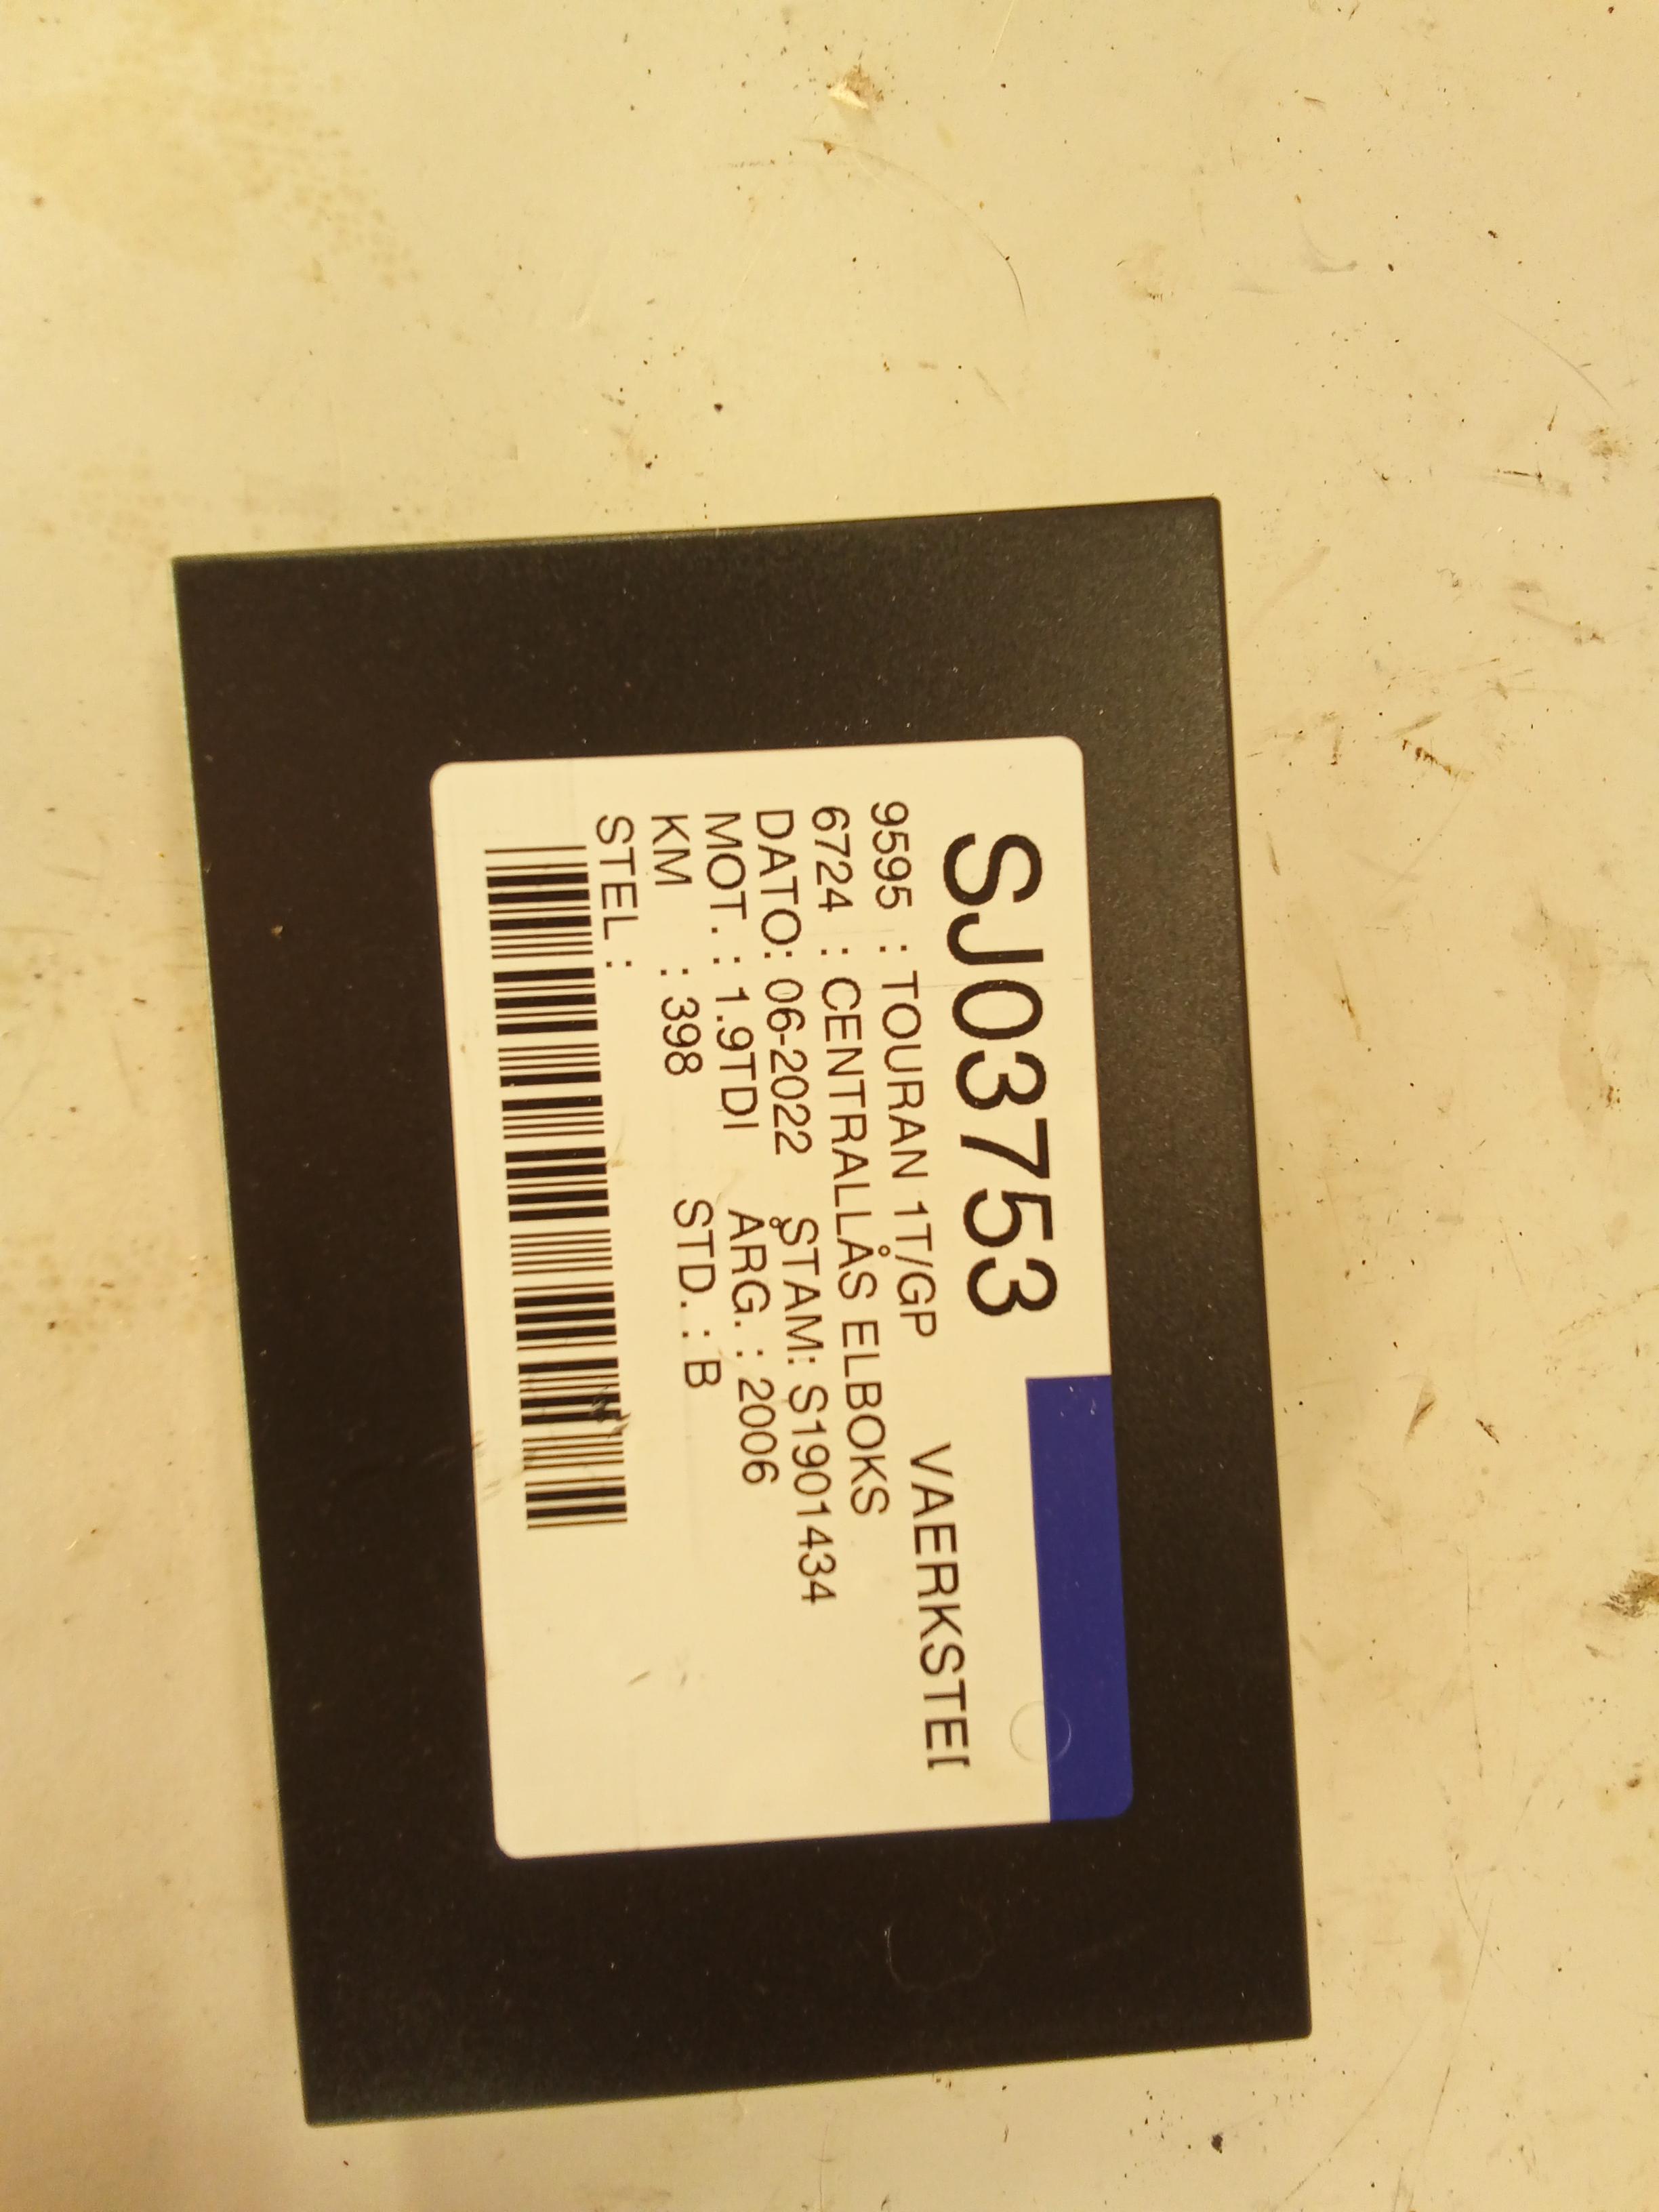 SJ03753
9595 : TOURAN 1T/GP VAERKSTED
6724 : CENTRALLÅS ELBOKS
DATO: 06-2022 STAM: S1901434
MOT. : 1.9TDI ÅRG. : 2006
KM : 398 STD. : B
STEL :